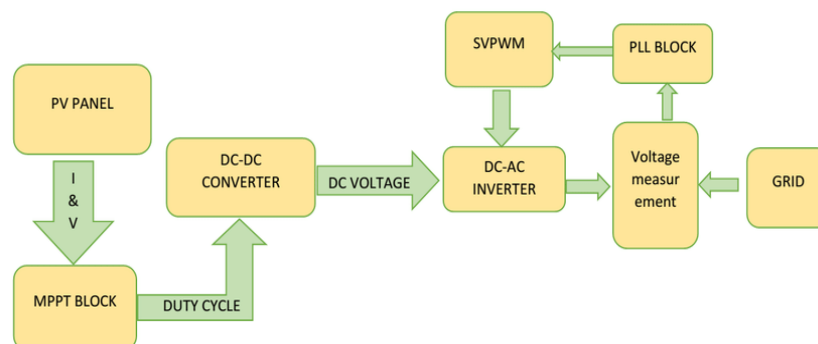 SVPWM
PLL BLOCK
PV PANEL
I
&
V
DC-DC
CONVERTER
DC VOLTAGE
DC-AC
INVERTER
Voltage
measur
ement
GRID
MPPT BLOCK
DUTY CYCLE